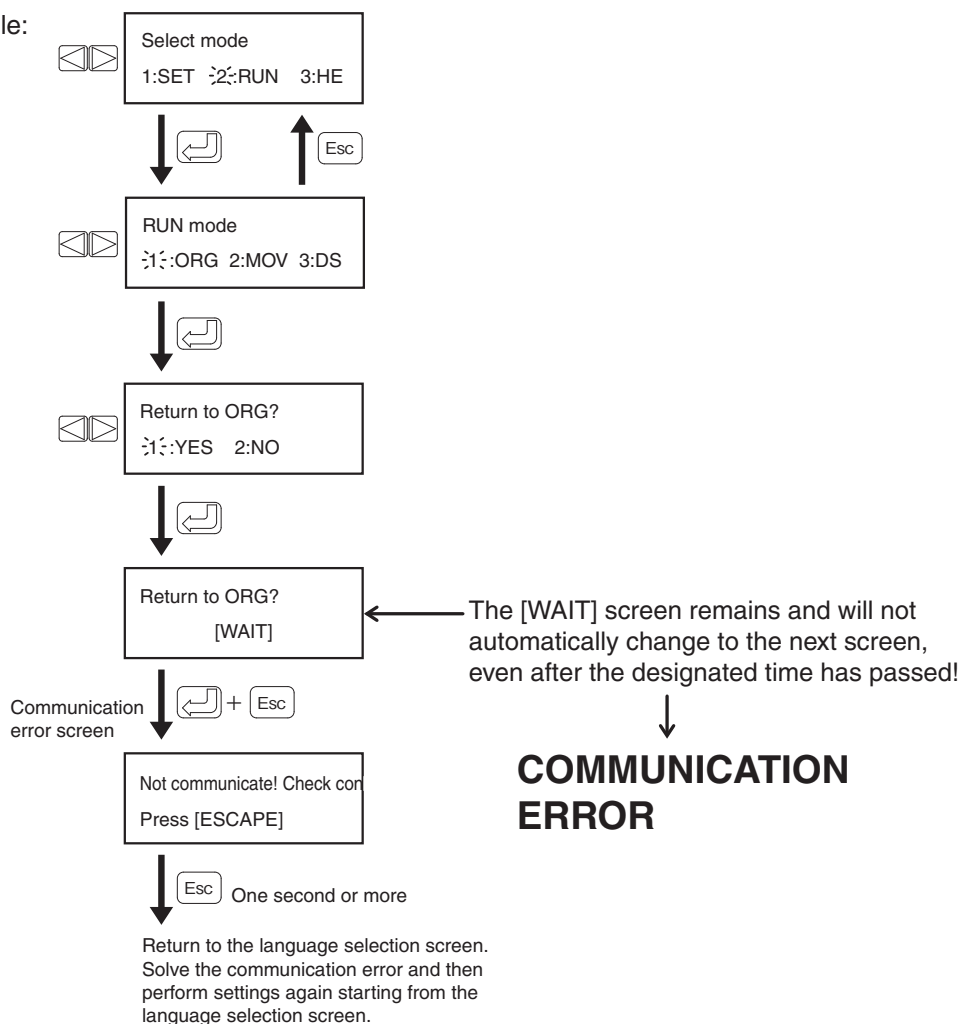 le:
Select mode
1:SET 2:RUN 3:HE
Esc
RUN mode
1:ORG 2:MOV 3:DS
Return to ORG?
1:YES 2:NO
Return to ORG?
[WAIT]
The [WAIT] screen remains and will not
automatically change to the next screen,
even after the designated time has passed!
Communication
error screen
+ Esc
COMMUNICATION
ERROR
Not communicate! Check con
Press [ESCAPE]
Esc One second or more
Return to the language selection screen.
Solve the communication error and then
perform settings again starting from the
language selection screen.